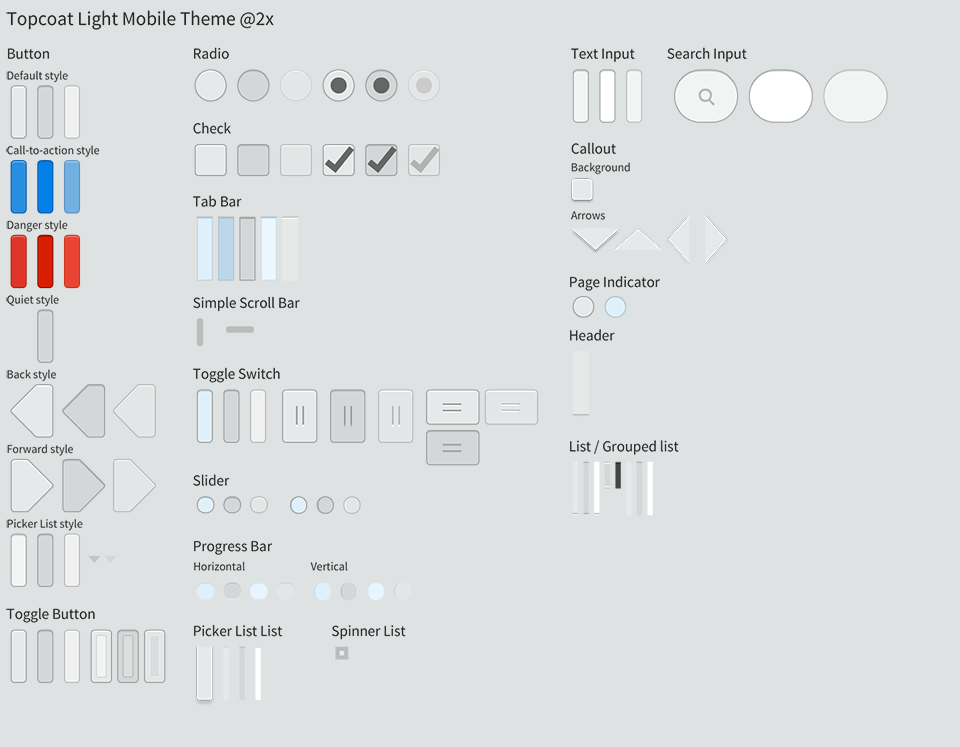 Topcoat Light Mobile Theme @2x
Button
Default style
Call-to-action style
Danger style
Quiet style
Back style
Forward style
Picker List style
Toggle Button
Radio
Check
Tab Bar
Simple Scroll Bar
Toggle Switch
Slider
Progress Bar
Horizontal
Vertical
Picker List List
Spinner List
Text Input
Search Input
Callout
Background
Arrows
Page Indicator
Header
List / Grouped list